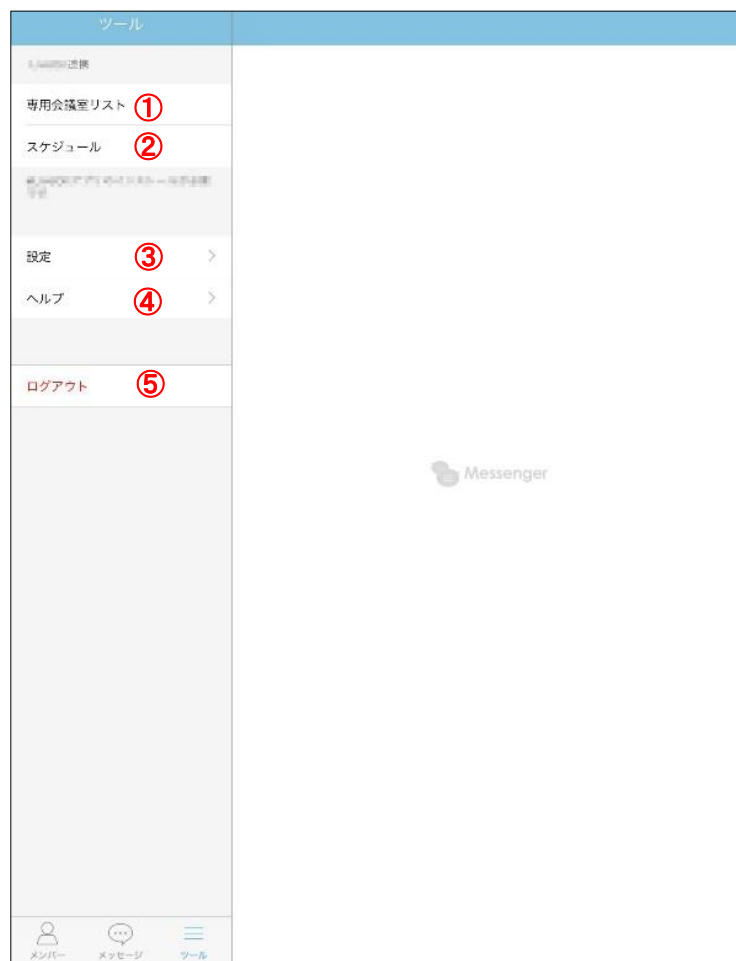 ツール
連携
専用会議室リスト ①
スケジュール ②
設定 ③
ヘルプ ④
ログアウト ⑤
Messenger
メンバー メッセージ ツール